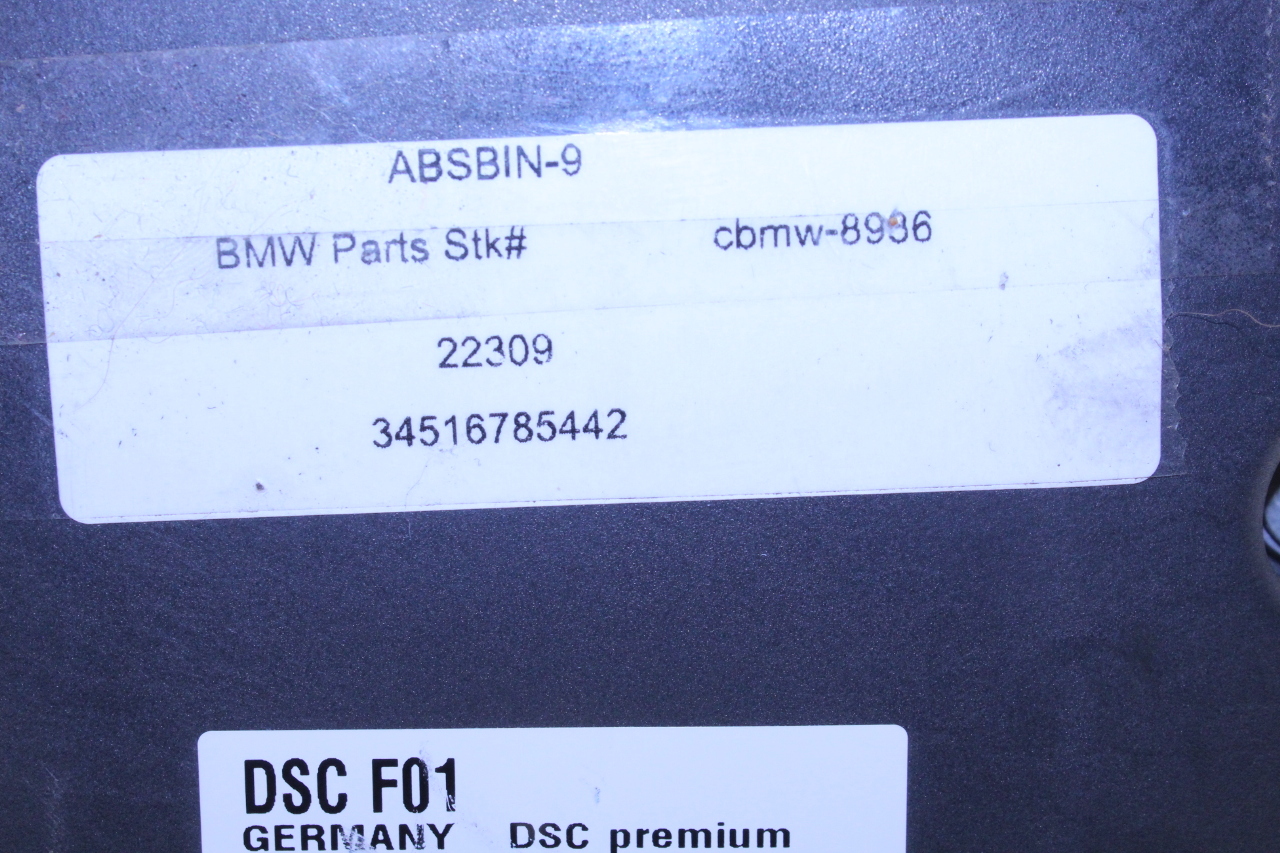 ABSBIN-9
BMW Parts Stk# cbmw-8936
22309
34516785442
DSC F01
GERMANY DSC premium